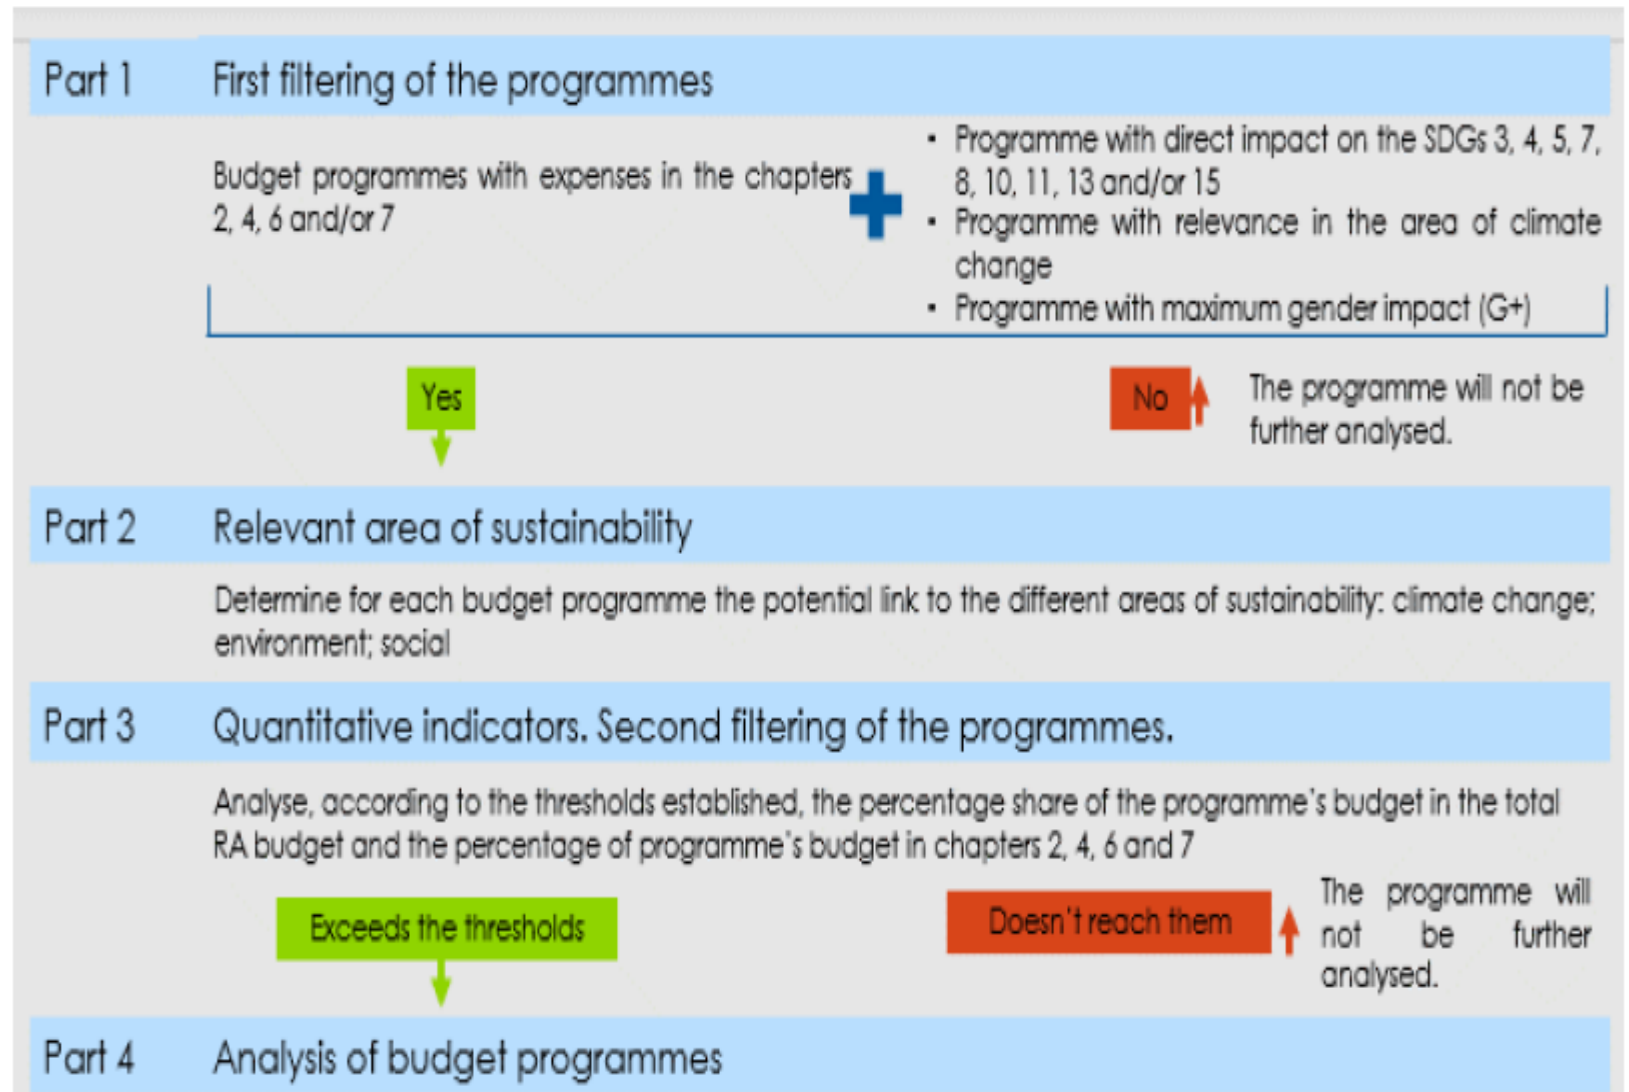 Part 1 First filtering of the programmes
Budget programmes with expenses in the chapters
2, 4, 6 and/or 7
▪ Programme with direct impact on the SDGs 3, 4, 5, 7,
8, 10, 11, 13 and/or 15
▪ Programme with relevance in the area of climate
change
▪ Programme with maximum gender impact (G+)
Yes
No
The programme will not be
further analysed.
Part 2 Relevant area of sustainability
Determine for each budget programme the potential link to the different areas of sustainability: climate change;
environment; social
Part 3 Quantitative indicators. Second filtering of the programmes.
Analyse, according to the thresholds established, the percentage share of the programme's budget in the total
RA budget and the percentage of programme's budget in chapters 2, 4, 6 and 7
Exceeds the thresholds
Doesn't reach them
The programme will
not be further
analysed.
Part 4 Analysis of budget programmes